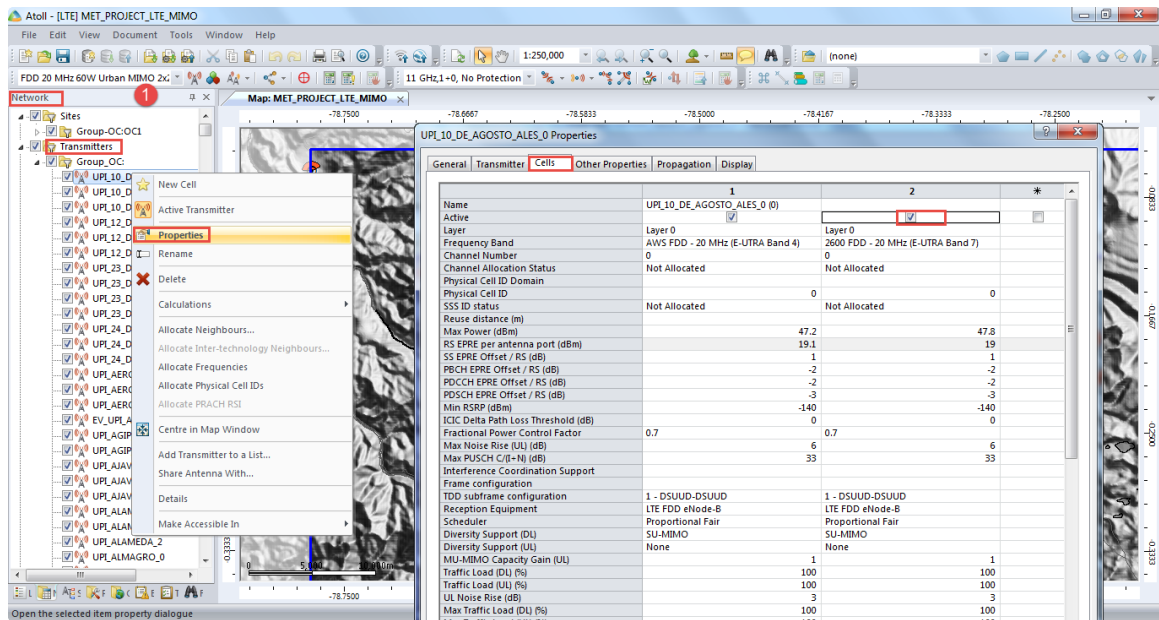 Atoll - [LTE] MET_PROJECT_LTE_MIMO
File Edit View Document Tools Window Help
1:250,000 (none)
FDD 20 MHz 60W Urban MIMO 2x 11 GHz,1+0, No Protection
Network
1
Map: MET_PROJECT_LTE_MIMO
Sites
Group-OC:OC1
Transmitters
Group_OC:
UPI_10_D
UPI_10_D
UPI_10_D
UPI_12_D
UPI_12_D
UPI_12_D
UPI_23_D
UPI_23_D
UPI_23_D
UPI_23_D
UPI_24_D
UPI_24_D
UPI_24_D
UPI_AERO
UPI_AERO
UPI_AERO
EV_UPI_A
UPI_AGIP
UPI_AGIP
UPI_AJAV
UPI_AJAV
UPI_AJAV
UPI_ALAM
UPI_ALAM
UPI_ALAMEDA_2
UPI_ALMAGRO_0
New Cell
Active Transmitter
Properties
Rename
Delete
Calculations
Allocate Neighbours...
Allocate Inter-technology Neighbours...
Allocate Frequencies
Allocate Physical Cell IDs
Allocate PRACH RSI
Centre in Map Window
Add Transmitter to a List...
Share Antenna With...
Details
Make Accessible In
-78.7500 -78.6667 -78.5833 -78.5000 -78.4167 -78.3333 -78.2500
UPI_10_DE_AGOSTO_ALES_0 Properties
General Transmitter Cells Other Properties Propagation Display
1 2 *
Name UPI_10_DE_AGOSTO_ALES_0 (0)
Active
Layer Layer 0 Layer 0
Frequency Band AWS FDD - 20 MHz (E-UTRA Band 4) 2600 FDD - 20 MHz (E-UTRA Band 7)
Channel Number 0 0
Channel Allocation Status Not Allocated Not Allocated
Physical Cell ID Domain
Physical Cell ID 0 0
SSS ID status Not Allocated Not Allocated
Reuse distance (m)
Max Power (dBm) 47.2 47.8
RS EPRE per antenna port (dBm) 19.1 19
SS EPRE Offset / RS (dB) 1 1
PBCH EPRE Offset / RS (dB) -2 -2
PDCCH EPRE Offset / RS (dB) -2 -2
PDSCH EPRE Offset / RS (dB) -3 -3
Min RSRP (dBm) -140 -140
ICIC Delta Path Loss Threshold (dB) 0 0
Fractional Power Control Factor 0.7 0.7
Max Noise Rise (UL) (dB) 6 6
Max PUSCH C/(I+N) (dB) 33 33
Interference Coordination Support
Frame configuration
TDD subframe configuration 1 - DSUUD-DSUUD 1 - DSUUD-DSUUD
Reception Equipment LTE FDD eNode-B LTE FDD eNode-B
Scheduler Proportional Fair Proportional Fair
Diversity Support (DL) SU-MIMO SU-MIMO
Diversity Support (UL) None None
MU-MIMO Capacity Gain (UL) 1 1
Traffic Load (DL) (%) 100 100
Traffic Load (UL) (%) 100 100
UL Noise Rise (dB) 3 3
Max Traffic Load (DL) (%) 100 100
-0.0833
-0.1667
-0.2500
-0.3333
-0.3333
-78.7500
Open the selected item property dialogue